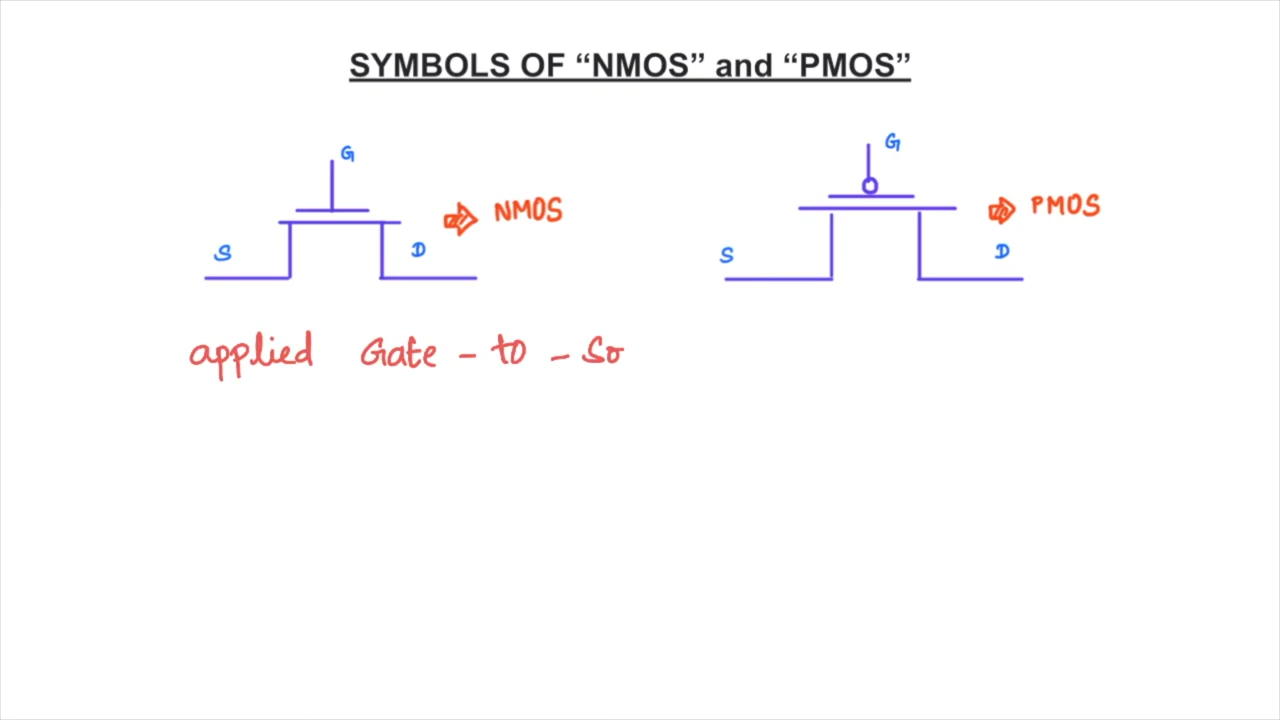 SYMBOLS OF “NMOS” and “PMOS”
G
NMOS
S
D
G
PMOS
S
D
applied Gate - to - So